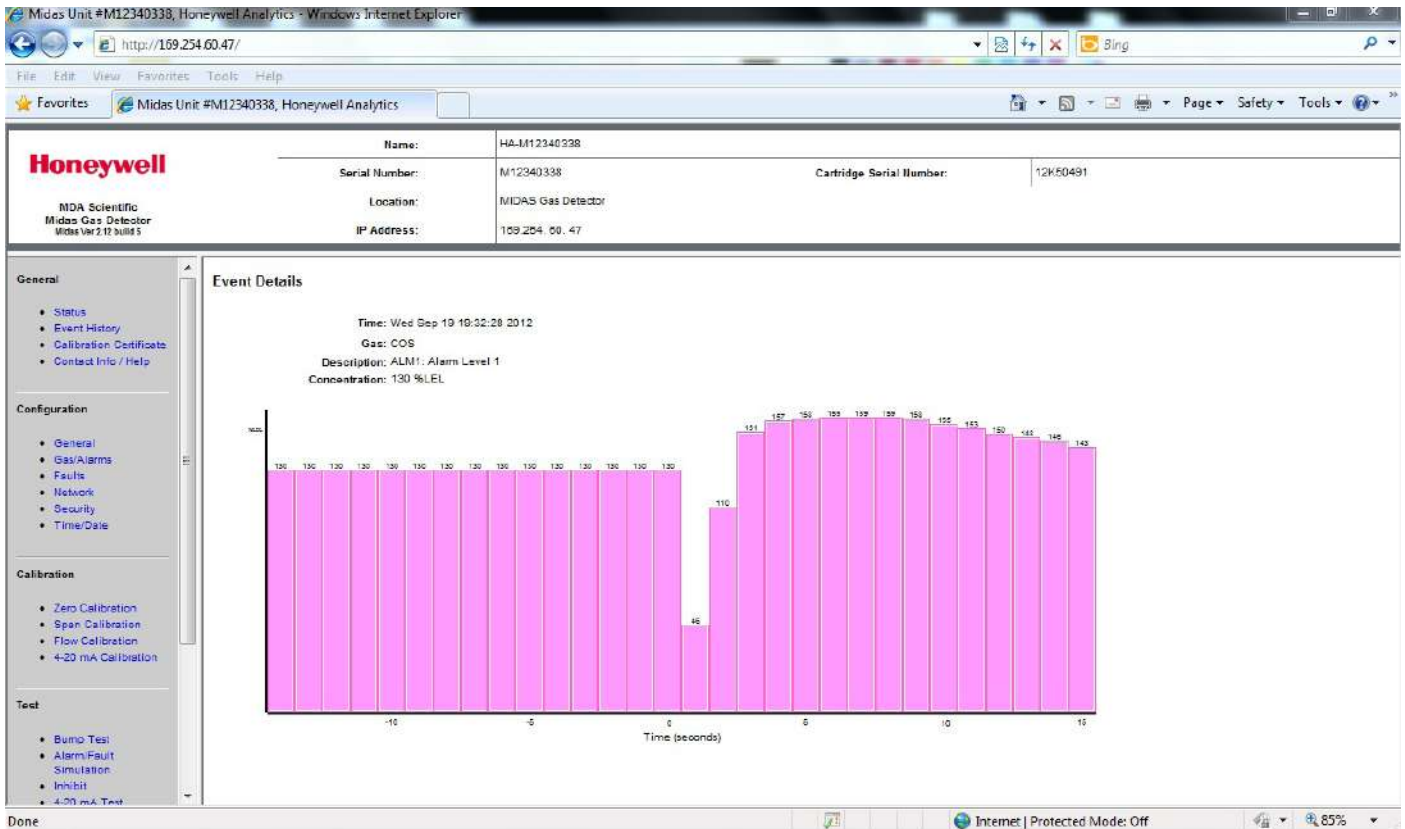 Midas Unit #M12340338, Honeywell Analytics - Windows Internet Explorer
http://169.254.60.47/
Bing
File Edit View Favorites Tools Help
Favorites
Midas Unit #M12340338, Honeywell Analytics
Page Safety Tools
Honeywell
MDA Scientific
Midas Gas Detector
Midas Ver 2.12 build 5
Name: HA-M12340338
Serial Number: M12340338 Cartridge Serial Number: 12K50491
Location: MIDAS Gas Detector
IP Address: 169.254. 60. 47
General
Status
Event History
Calibration Certificate
Contact Info / Help
Configuration
General
Gas/Alarms
Faults
Network
Security
Time/Date
Calibration
Zero Calibration
Span Calibration
Flow Calibration
4-20 mA Calibration
Test
Bump Test
Alarm/Fault
Simulation
Inhibit
4-20 mA Test
Event Details
Time: Wed Sep 19 19:32:28 2012
Gas: COS
Description: ALM1: Alarm Level 1
Concentration: 130 %LEL
130 130 130 130 130 130 130 130 130 130 130 130 130 130 130 46 110 151 157 158 159 159 159 158 155 153 150 148 146 143
-10 -5 0 5 10 15
Time (seconds)
Done
Internet | Protected Mode: Off
85%